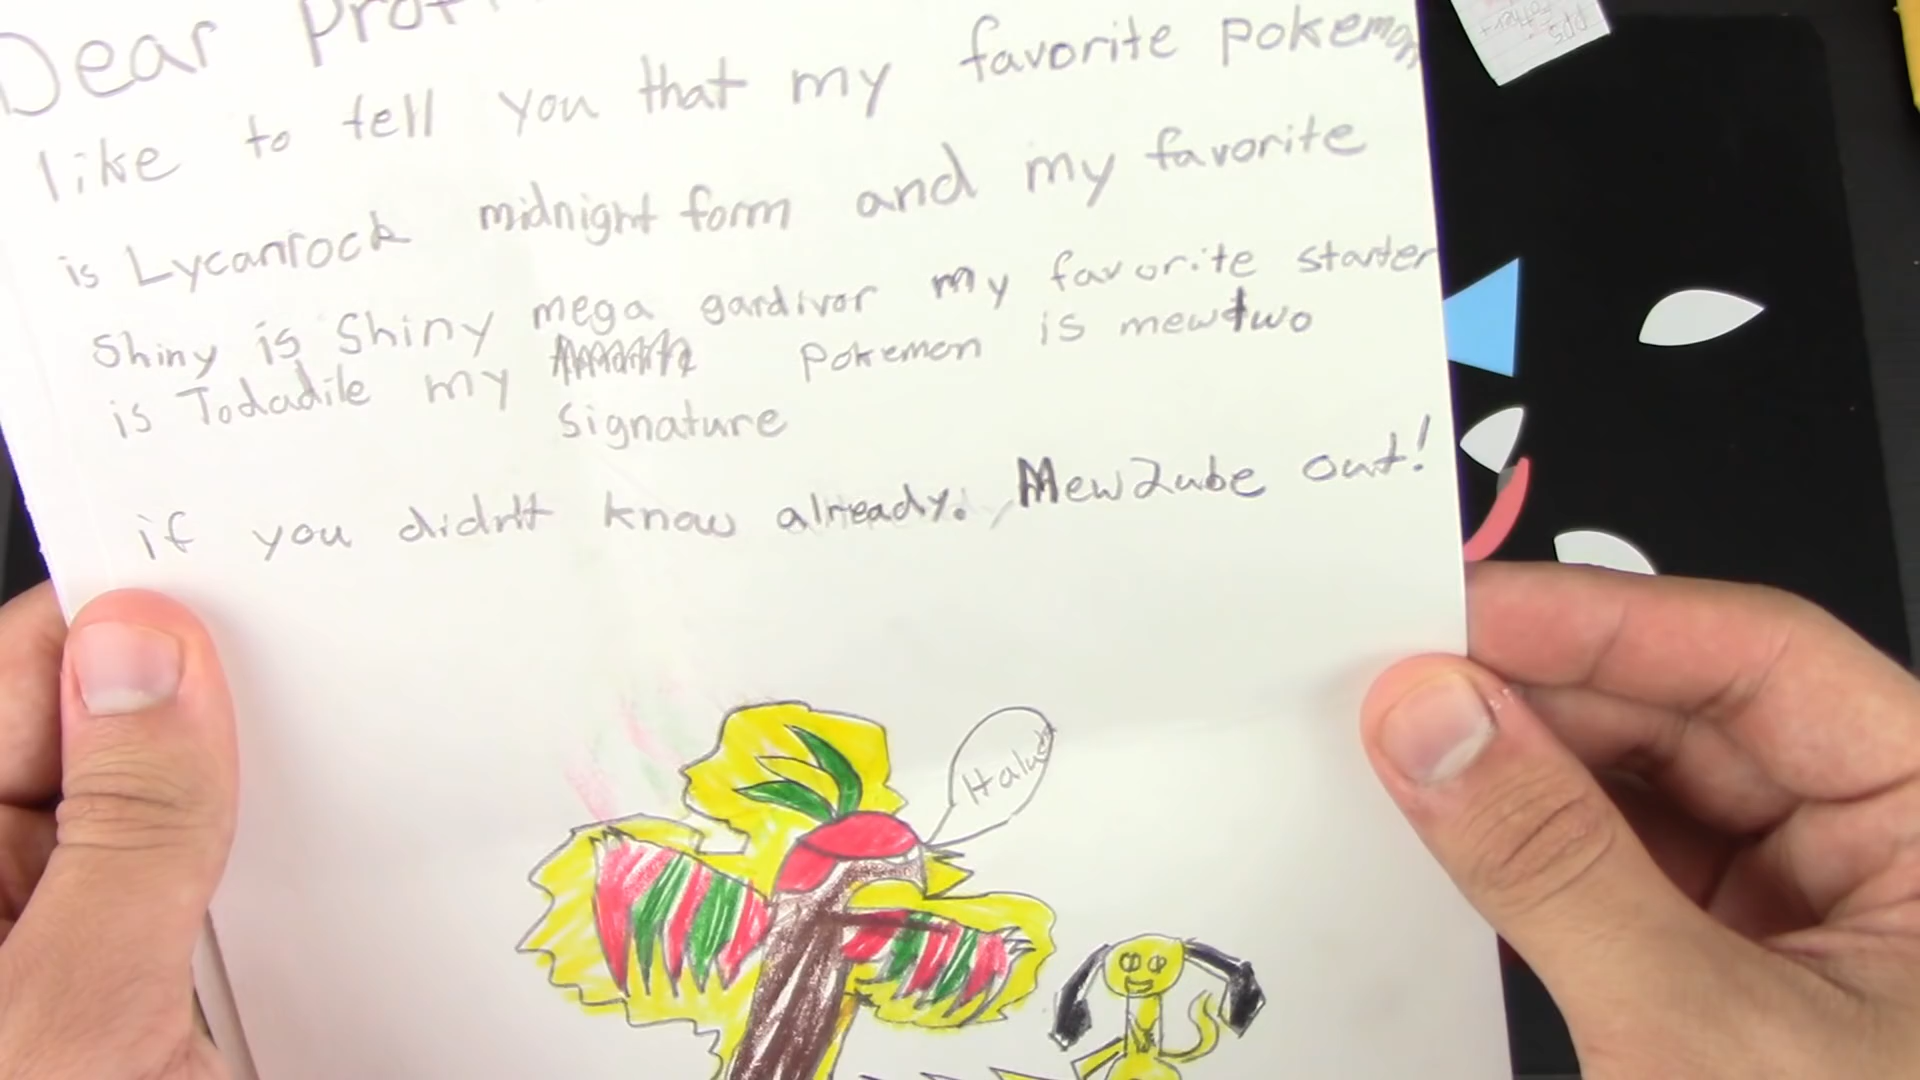 Dear Prof
like to tell you that my favorite pokemon
is Lycanrock midnight form and my favorite
Shiny is Shiny mega gardivor my favorite starter
is Todadile my signature pokemon is mewtwo
if you didn't know already. Mew2ube out!